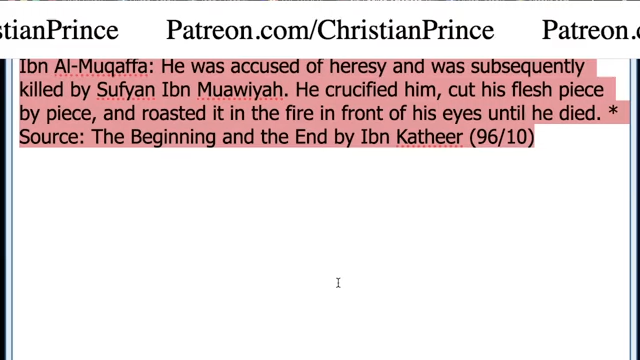 stianPrince Patreon.com/ChristianPrince Patreon.c
Ibn Al-Muqaffa: He was accused of heresy and was subsequently
killed by Sufyan Ibn Muawiyah. He crucified him, cut his flesh piece
by piece, and roasted it in the fire in front of his eyes until he died. *
Source: The Beginning and the End by Ibn Katheer (96/10)